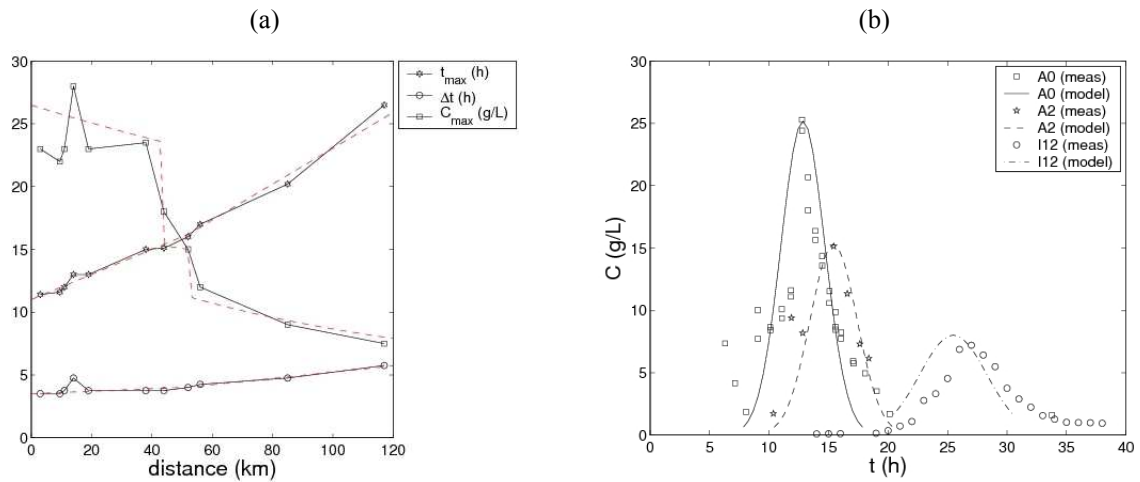 (a)
(b)
30
25
20
15
10
5
0
0
20
40
60
80
100
120
distance (km)
t_max (h)
Δt (h)
C_max (g/L)
30
25
20
15
10
5
0
C (g/L)
0
5
10
15
20
25
30
35
40
t (h)
A0 (meas)
A0 (model)
A2 (meas)
A2 (model)
I12 (meas)
I12 (model)